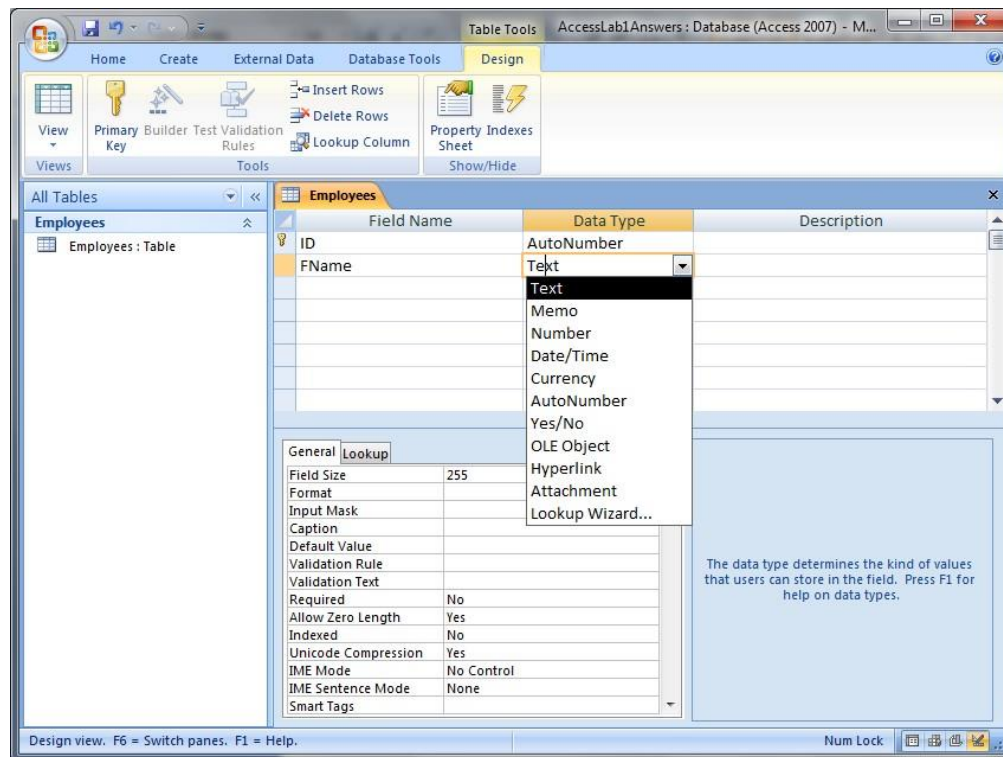 Table Tools
AccessLab1Answers : Database (Access 2007) - M...
Home Create External Data Database Tools Design
View
Primary Key
Builder
Test Validation Rules
Insert Rows
Delete Rows
Lookup Column
Property Sheet
Indexes
Views Tools Show/Hide
All Tables
Employees
Employees : Table
Employees
Field Name Data Type Description
ID AutoNumber
FName Text
Text
Memo
Number
Date/Time
Currency
AutoNumber
Yes/No
OLE Object
Hyperlink
Attachment
Lookup Wizard...
General Lookup
Field Size 255
Format
Input Mask
Caption
Default Value
Validation Rule
Validation Text
Required No
Allow Zero Length Yes
Indexed No
Unicode Compression Yes
IME Mode No Control
IME Sentence Mode None
Smart Tags
The data type determines the kind of values
that users can store in the field. Press F1 for
help on data types.
Design view. F6 = Switch panes. F1 = Help.
Num Lock